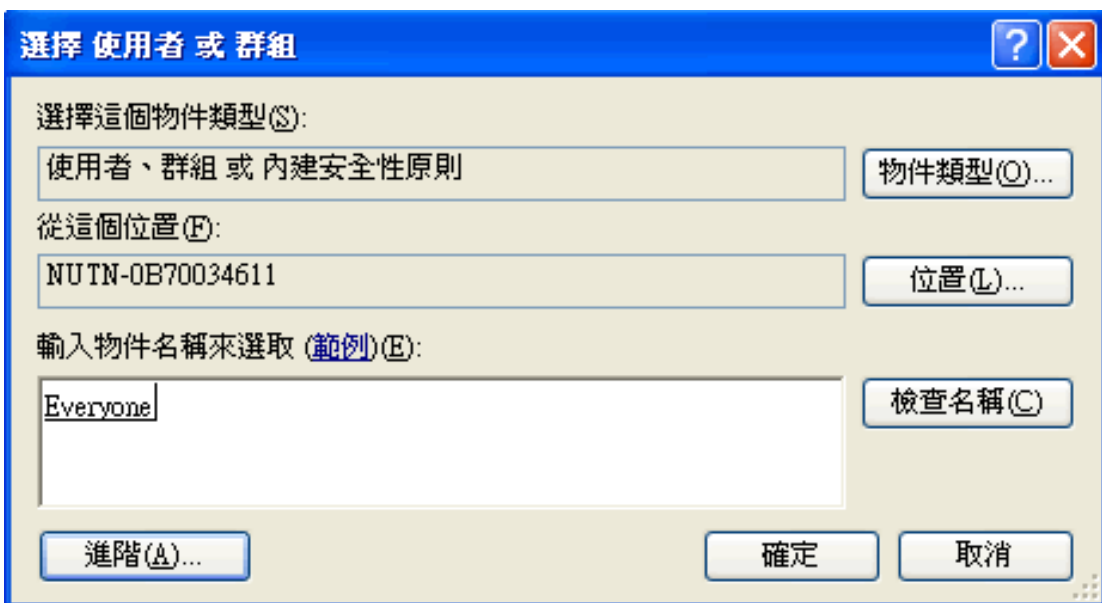 選擇 使用者 或 群組
選擇這個物件類型(S):
使用者、群組 或 內建安全性原則
物件類型(O)...
從這個位置(F):
NUTN-0B70034611
位置(L)...
輸入物件名稱來選取 (範例)(E):
Everyone
檢查名稱(C)
進階(A)...
確定
取消